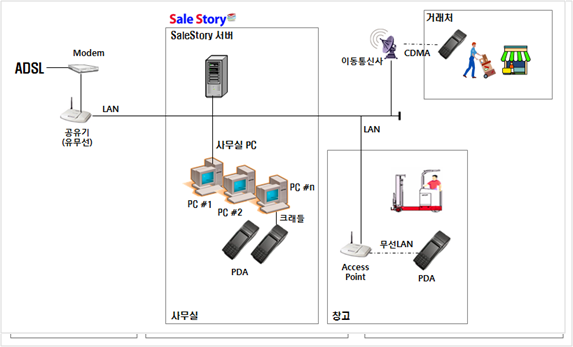 Sale Story
SaleStory 서버
거래처
Modem
ADSL
이동통신사
CDMA
LAN
공유기
(유무선)
LAN
사무실 PC
PC #1
PC #2
PC #n
크래들
PDA
무선LAN
Access
Point
PDA
사무실
창고